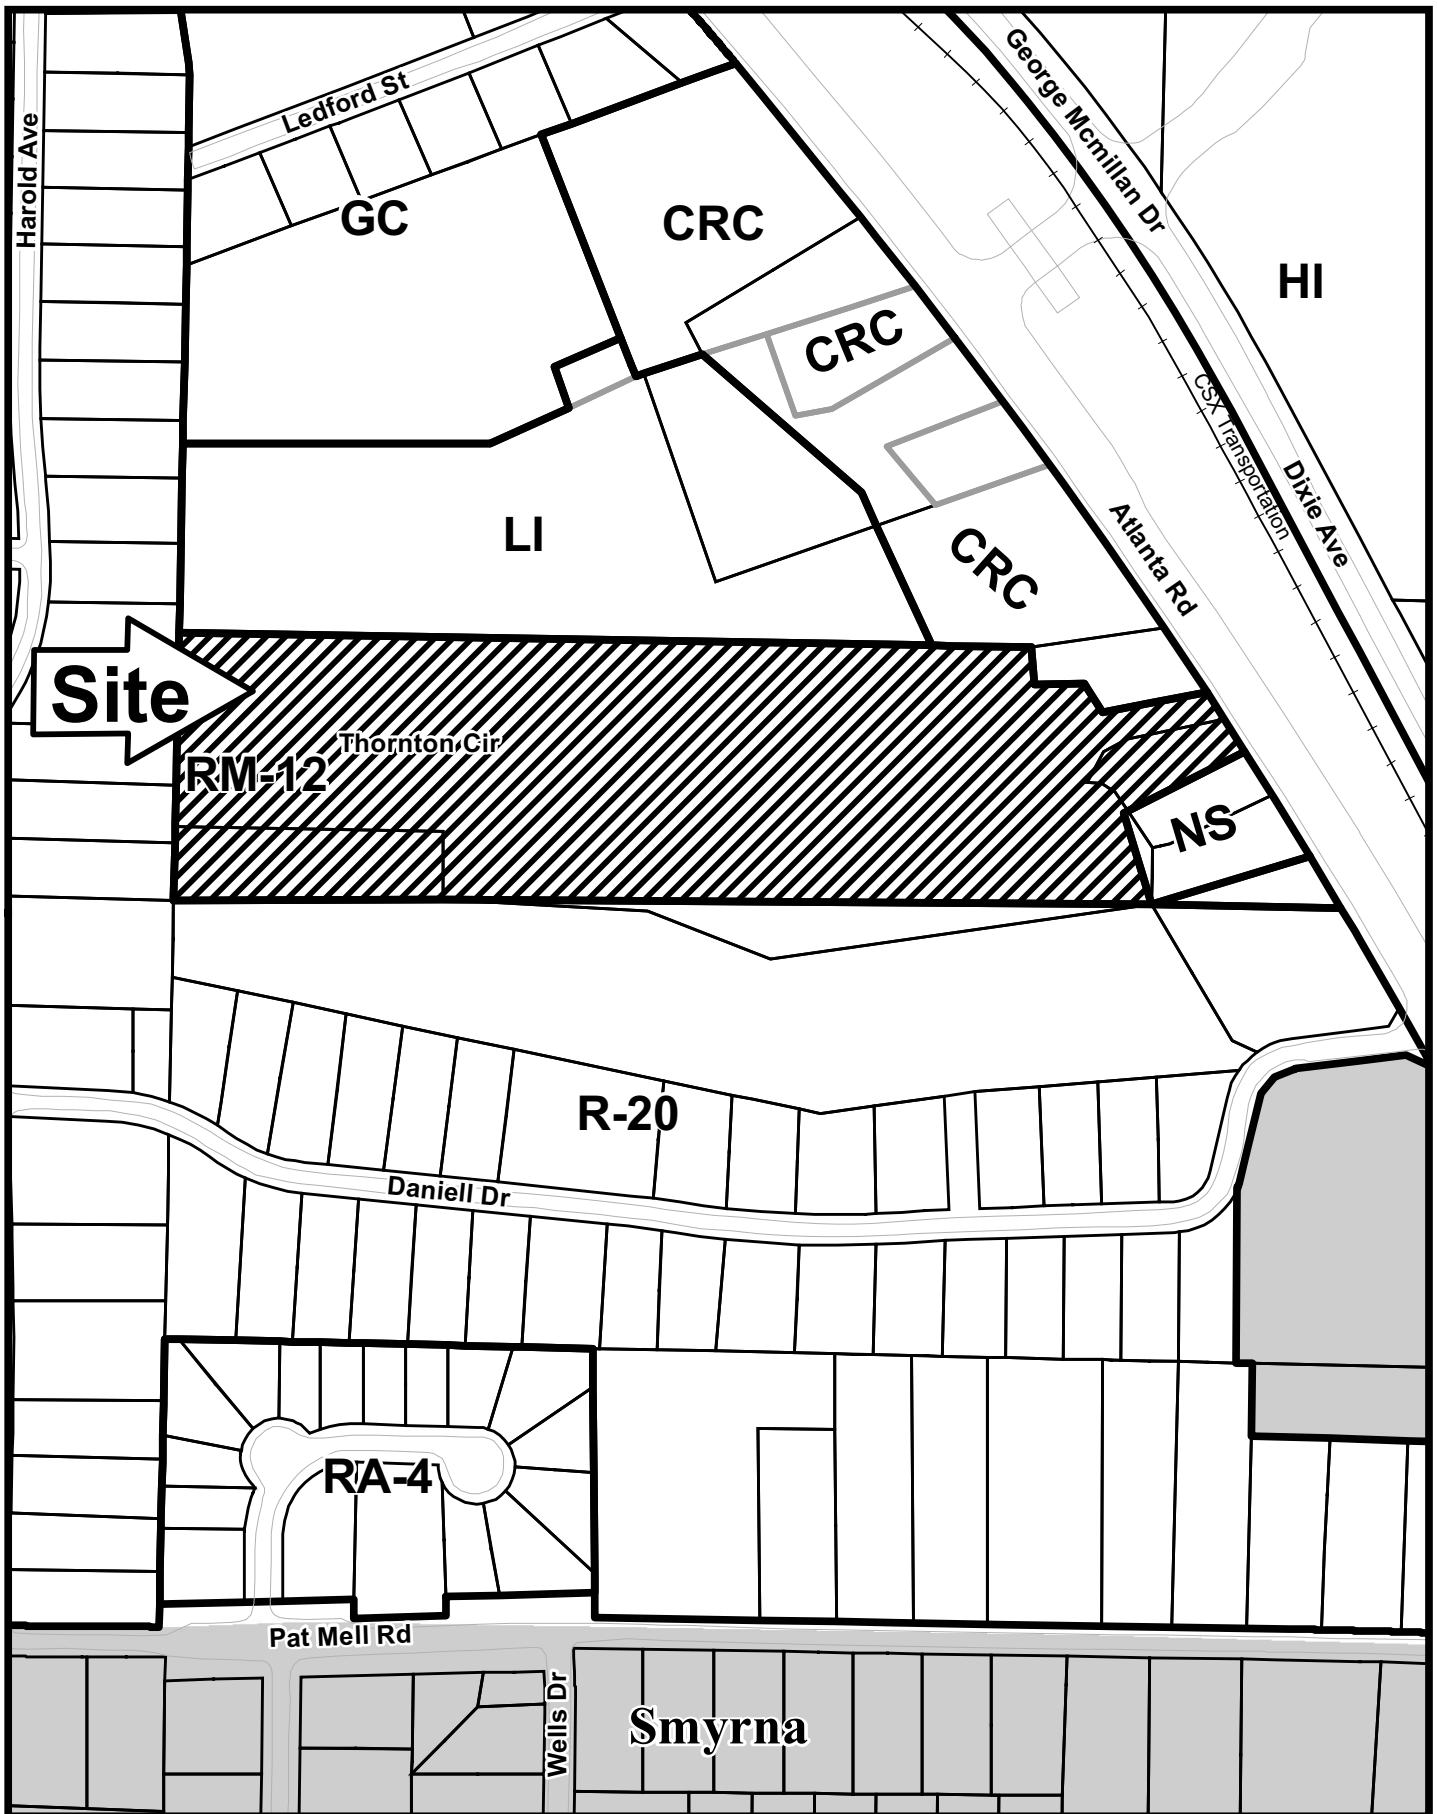 George Mcmillan Dr
Ledford St
Harold Ave
GC
CRC
HI
CRC
CSX Transportation
Dixie Ave
LI
CRC
Atlanta Rd
Site
Thornton Cir
RM-12
NS
R-20
Daniell Dr
RA-4
Pat Mell Rd
Wells Dr
Smyrna